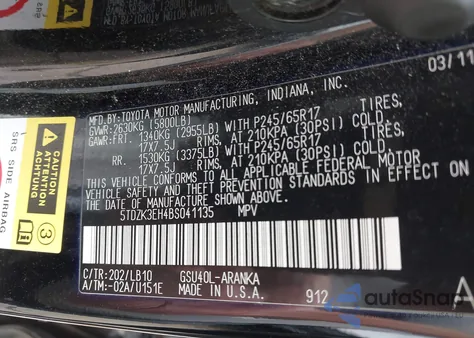 03/11
MFD.BY:TOYOTA MOTOR MANUFACTURING, INDIANA, INC.
GVWR:2630KG (5800LB)
GAWR:FRT. 1340KG (2955LB)WITH P245/65R17 TIRES,
17X7.5J RIMS, AT 210KPA (30PSI) COLD.
RR. 1530KG (3375LB)WITH P245/65R17 TIRES,
17X7.5J RIMS, AT 210KPA (30PSI) COLD.
THIS VEHICLE CONFORMS TO ALL APPLICABLE FEDERAL MOTOR
VEHICLE SAFETY AND THEFT PREVENTION STANDARDS IN EFFECT ON
THE DATE OF MANUFACTURE SHOWN ABOVE.
5TDZK3EH4BS041135 MPV
C/TR:202/LB10 GSU40L-ARANKA
A/TM:-02A/U151E MADE IN U.S.A. 912 A
SRS SIDE AIRBAG
CAUTION
ATTENTION
ACHTUNG
3
autoSnap